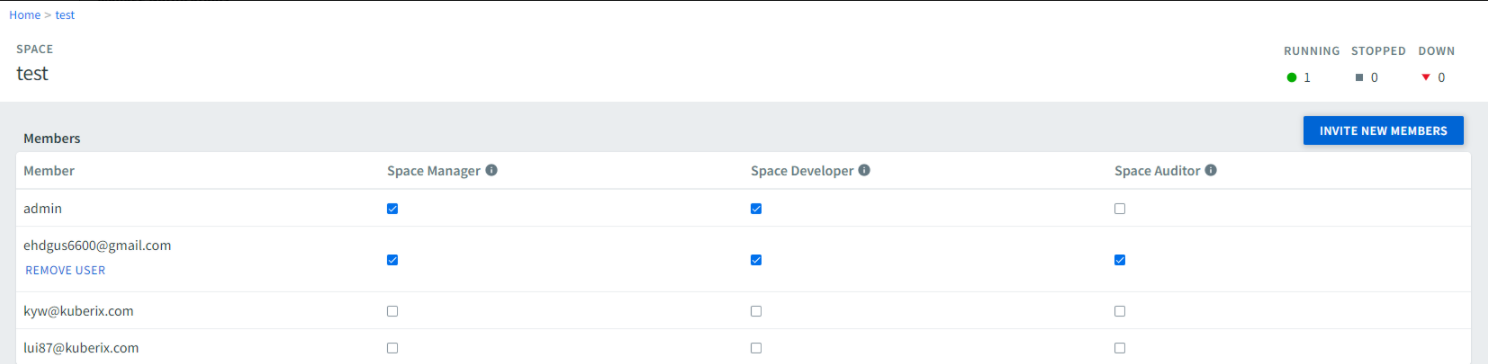 Home > test
SPACE
test
RUNNING STOPPED DOWN
1 0 0
Members
INVITE NEW MEMBERS
Member Space Manager Space Developer Space Auditor
admin
ehdgus6600@gmail.com
REMOVE USER
kyw@kuberix.com
lui87@kuberix.com